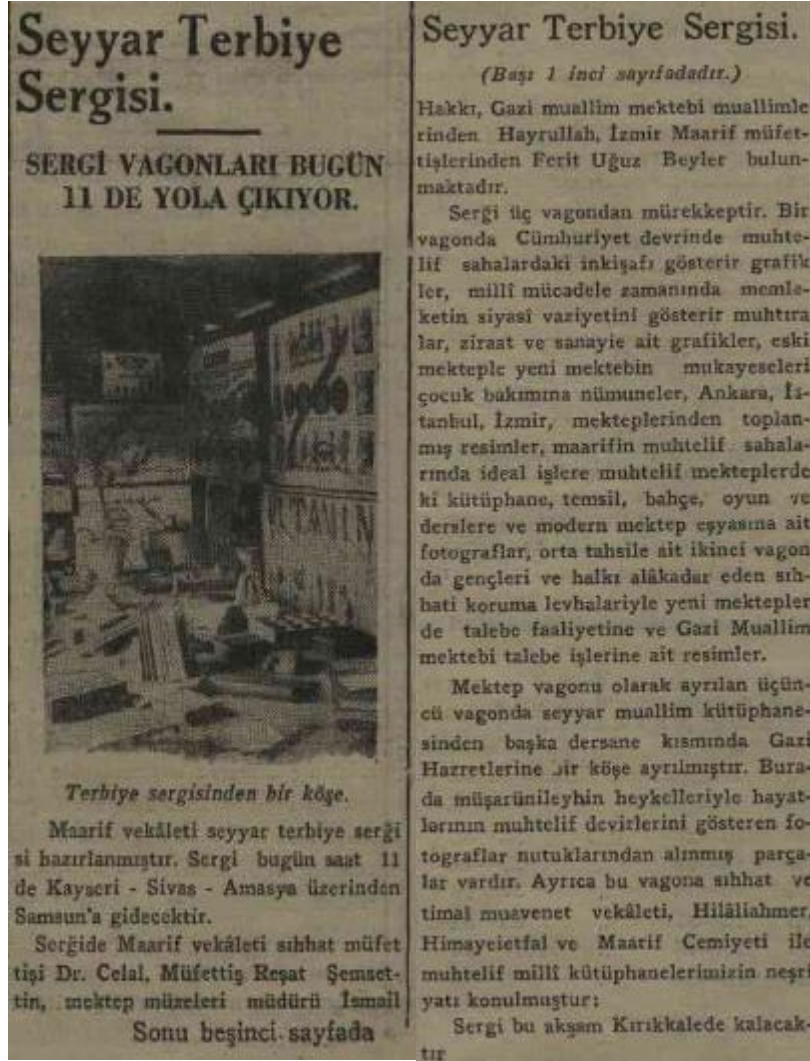 Seyyar Terbiye
Sergisi.
SERGİ VAGONLARI BUGÜN
11 DE YOLA ÇIKIYOR.
Terbiye sergisinden bir köşe.
Maarif vekâleti seyyar terbiye sergi
si hazırlanmıştır. Sergi bugün saat 11
de Kayseri - Sivas - Amasya üzerinden
Samsun'a gidecektir.
Serğide Maarif vekâleti sıhhat müfet
tişi Dr. Celal, Müfettiş Reşat Şemset-
tin, mektep müzeleri müdürü İsmail
Sonu beşinci sayfada
Seyyar Terbiye Sergisi.
(Başı 1 inci sayıfadadır.)
Hakkı, Gazi muallim mektebi muallimle
rinden Hayrullah, İzmir Maarif müfet-
tişlerinden Ferit Uğuz Beyler bulun-
maktadır.
Serği üç vagondan mürekkeptir. Bir
vagonda Cümhuriyet devrinde muhte-
lif sahalardaki inkişafı gösterir grafik
ler, millî mücadele zamanında memle-
ketin siyasî vaziyetini gösterir muhtıra
lar, ziraat ve sanayie ait grafikler, eski
mekteple yeni mektebin mukayeseleri
çocuk bakımına nümuneler, Ankara, İs-
tanbul, İzmir, mekteplerinden toplan-
mış resimler, maarifin muhtelif sahala-
rında ideal işlere muhtelif mekteplerde
ki kütüphane, temsil, bahçe, oyun ve
derslere ve modern mektep eşyasına ait
fotograflar, orta tahsile ait ikinci vagon
da gençleri ve halkı alâkadar eden sıh-
hati koruma levhalariyle yeni mektepler
de talebe faaliyetine ve Gazi Muallim
mektebi talebe işlerine ait resimler.
Mektep vagonu olarak ayrılan üçün-
cü vagonda seyyar muallim kütüphane-
sinden başka dersane kısmında Gazi
Hazretlerine bir köşe ayrılmıştır. Bura-
da müşarünileyhin heykelleriyle hayat-
larının muhtelif devirlerini gösteren fo-
tograflar nutuklarından alınmış parça-
lar vardır. Ayrıca bu vagona sıhhat ve
timaî muavenet vekâleti, Hilâliahmer,
Himayeietfal ve Maarif Cemiyeti ile
muhtelif millî kütüphanelerimizin neşri
yatı konulmuştur;
Sergi bu akşam Kırıkkalede kalacak-
tır